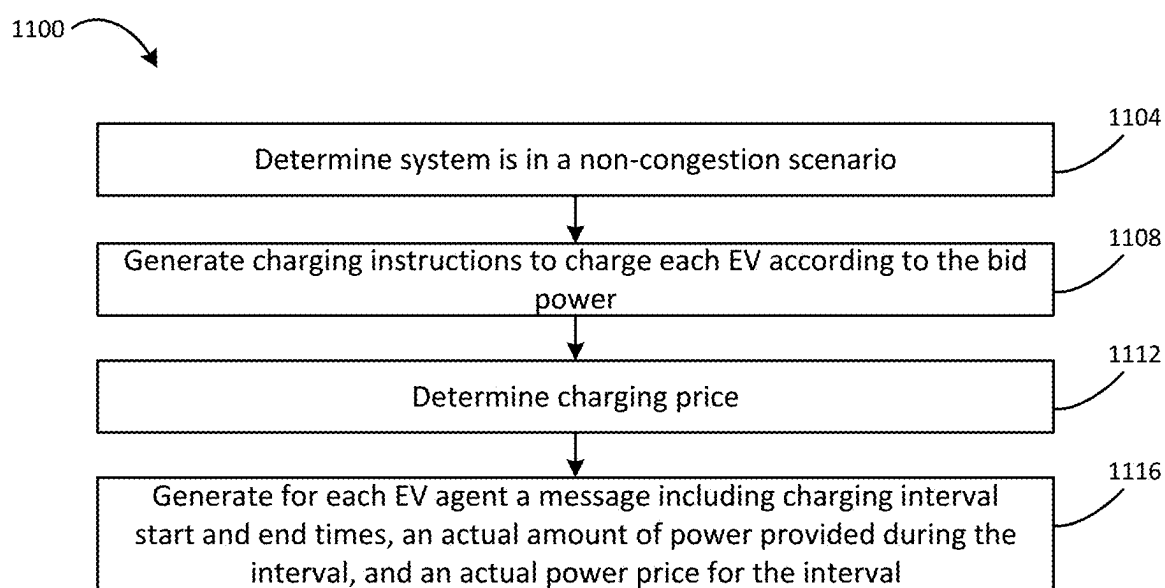 1100
1104
Determine system is in a non-congestion scenario
1108
Generate charging instructions to charge each EV according to the bid
power
1112
Determine charging price
1116
Generate for each EV agent a message including charging interval
start and end times, an actual amount of power provided during the
interval, and an actual power price for the interval